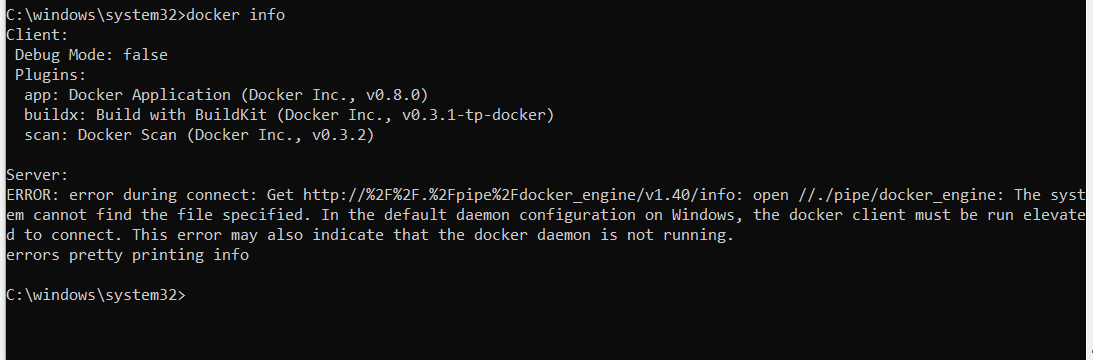 C:\windows\system32>docker info
Client:
 Debug Mode: false
 Plugins:
  app: Docker Application (Docker Inc., v0.8.0)
  buildx: Build with BuildKit (Docker Inc., v0.3.1-tp-docker)
  scan: Docker Scan (Docker Inc., v0.3.2)

Server:
ERROR: error during connect: Get http://%2F%2F.%2Fpipe%2Fdocker_engine/v1.40/info: open //./pipe/docker_engine: The syst
em cannot find the file specified. In the default daemon configuration on Windows, the docker client must be run elevate
d to connect. This error may also indicate that the docker daemon is not running.
errors pretty printing info

C:\windows\system32>